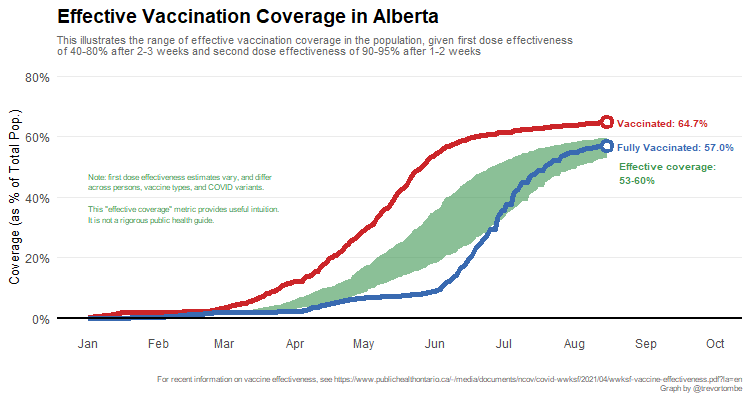 Effective Vaccination Coverage in Alberta
This illustrates the range of effective vaccination coverage in the population, given first dose effectiveness
of 40-80% after 2-3 weeks and second dose effectiveness of 90-95% after 1-2 weeks
80%
60%
40%
20%
0%
Coverage (as % of Total Pop.)
Vaccinated: 64.7%
Fully Vaccinated: 57.0%
Effective coverage:
53-60%
Note: first dose effectiveness estimates vary, and differ
across persons, vaccine types, and COVID variants.
This "effective coverage" metric provides useful intuition.
It is not a rigorous public health guide.
Jan Feb Mar Apr May Jun Jul Aug Sep Oct
For recent information on vaccine effectiveness, see https://www.publichealthontario.ca/-/media/documents/ncov/covid-wwksf/2021/04/wwksf-vaccine-effectiveness.pdf?la=en
Graph by @trevortombe